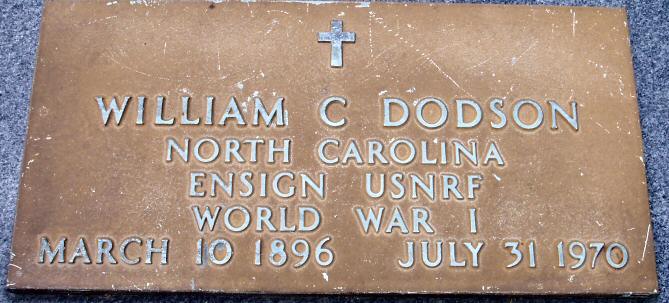 WILLIAM C DODSON
NORTH CAROLINA
ENSIGN USNRF
WORLD WAR I
MARCH 10 1896 JULY 31 1970